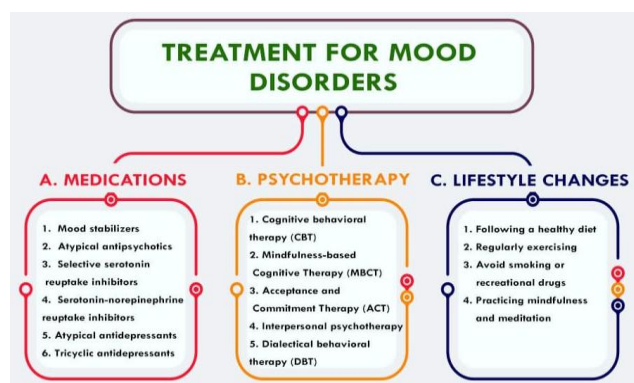 TREATMENT FOR MOOD
DISORDERS
A. MEDICATIONS
1. Mood stabilizers
2. Atypical antipsychotics
3. Selective serotonin
reuptake inhibitors
4. Serotonin-norepinephrine
reuptake inhibitors
5. Atypical antidepressants
6. Tricyclic antidepressants
B. PSYCHOTHERAPY
1. Cognitive behavioral
therapy (CBT)
2. Mindfulness-based
Cognitive Therapy (MBCT)
3. Acceptance and
Commitment Therapy (ACT)
4. Interpersonal psychotherapy
5. Dialectical behavioral
therapy (DBT)
C. LIFESTYLE CHANGES
1. Following a healthy diet
2. Regularly exercising
3. Avoid smoking or
recreational drugs
4. Practicing mindfulness
and meditation